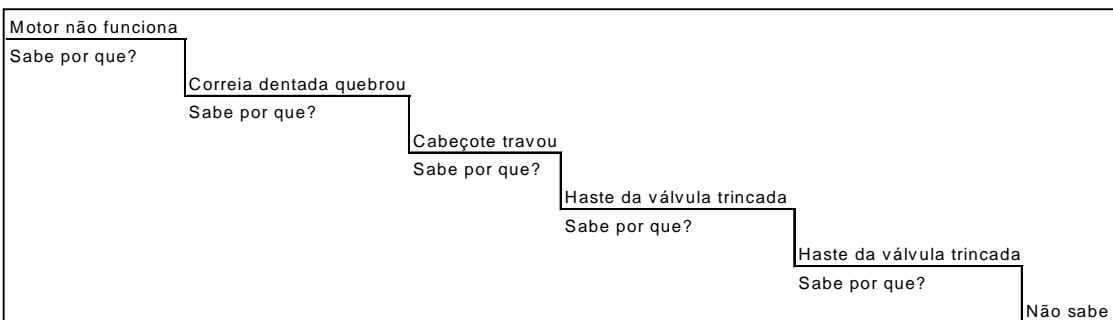 Motor não funciona
Sabe por que?
Correia dentada quebrou
Sabe por que?
Cabeçote travou
Sabe por que?
Haste da válvula trincada
Sabe por que?
Haste da válvula trincada
Sabe por que?
Não sabe